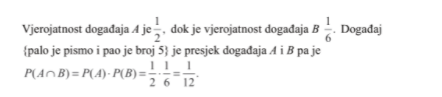 Vjerojatnost događaja A je 1/2, dok je vjerojatnost događaja B 1/6. Događaj
{palo je pismo i pao je broj 5} je presjek događaja A i B pa je
P(A∩B)=P(A)·P(B)=1/2·1/6=1/12.